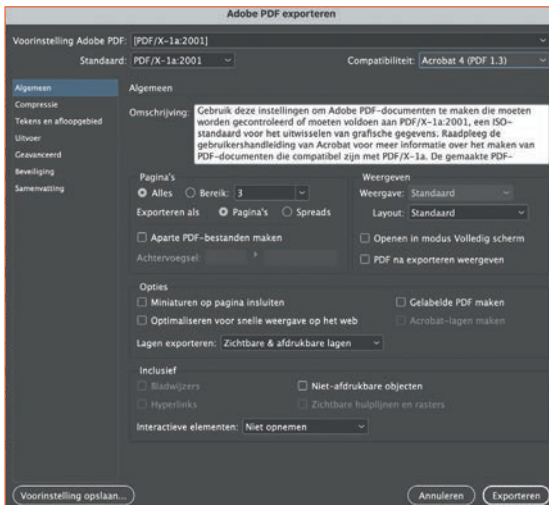 Adobe PDF exporteren
Voorinstelling Adobe PDF: [PDF/X-1a:2001]
Standaard: PDF/X-1a:2001 Compatibiliteit: Acrobat 4 (PDF 1.3)
Algemeen
Compressie
Tekens en afloopgebied
Uitvoer
Geavanceerd
Beveiliging
Samenvatting
Algemeen
Omschrijving: Gebruik deze instellingen om Adobe PDF-documenten te maken die moeten
worden gecontroleerd of moeten voldoen aan PDF/X-1a:2001, een ISO-
standaard voor het uitwisselen van grafische gegevens. Raadpleeg de
gebruikershandleiding van Acrobat voor meer informatie over het maken van
PDF-documenten die compatibel zijn met PDF/X-1a. De gemaakte PDF-
Pagina's
Alles Bereik: 3
Exporteren als Pagina's Spreads
Aparte PDF-bestanden maken
Achtervoegsel:
Weergeven
Weergave: Standaard
Layout: Standaard
Openen in modus Volledig scherm
PDF na exporteren weergeven
Opties
Miniaturen op pagina insluiten Gelabelde PDF maken
Optimaliseren voor snelle weergave op het web Acrobat-lagen maken
Lagen exporteren: Zichtbare & afdrukbare lagen
Inclusief
Bladwijzers Niet-afdrukbare objecten
Hyperlinks Zichtbare hulplijnen en rasters
Interactieve elementen: Niet opnemen
Voorinstelling opslaan... Annuleren Exporteren